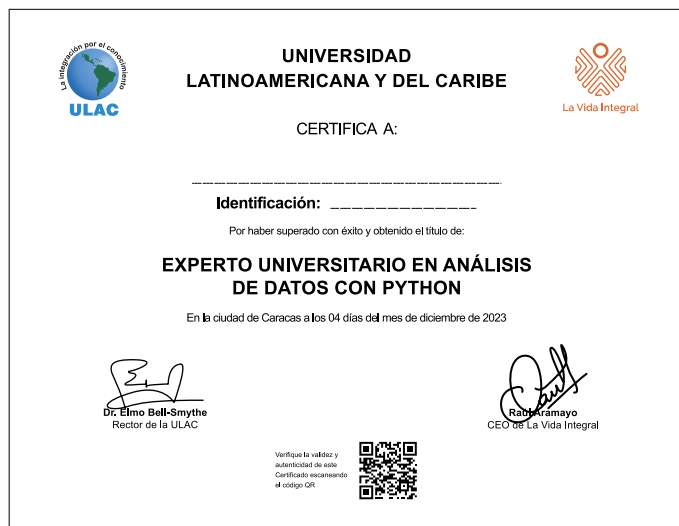 La integración por el conocimiento
ULAC
UNIVERSIDAD
LATINOAMERICANA Y DEL CARIBE
La Vida Integral
CERTIFICA A:
Identificación:
Por haber superado con éxito y obtenido el título de:
EXPERTO UNIVERSITARIO EN ANÁLISIS
DE DATOS CON PYTHON
En la ciudad de Caracas a los 04 días del mes de diciembre de 2023
Dr. Elmo Bell-Smythe
Rector de la ULAC
Raúl Aramayo
CEO de La Vida Integral
Verifique la validez y
autenticidad de este
Certificado escaneando
el código QR